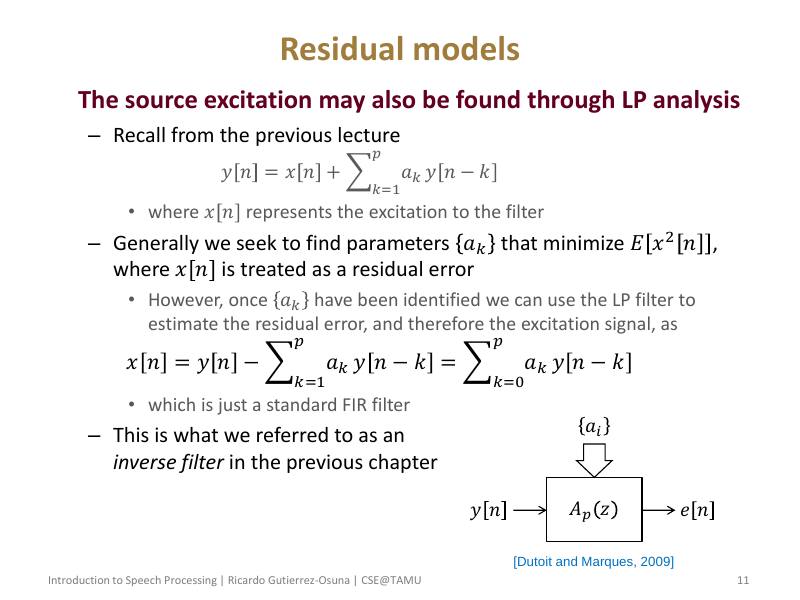 Residual models
The source excitation may also be found through LP analysis
– Recall from the previous lecture
y[n] = x[n] + ∑_{k=1}^{p} a_k y[n − k]
• where x[n] represents the excitation to the filter
– Generally we seek to find parameters {a_k} that minimize E[x²[n]],
where x[n] is treated as a residual error
• However, once {a_k} have been identified we can use the LP filter to
estimate the residual error, and therefore the excitation signal, as
x[n] = y[n] − ∑_{k=1}^{p} a_k y[n − k] = ∑_{k=0}^{p} a_k y[n − k]
• which is just a standard FIR filter
– This is what we referred to as an
inverse filter in the previous chapter
{a_i}
y[n] A_p(z) e[n]
[Dutoit and Marques, 2009]
Introduction to Speech Processing | Ricardo Gutierrez-Osuna | CSE@TAMU 11